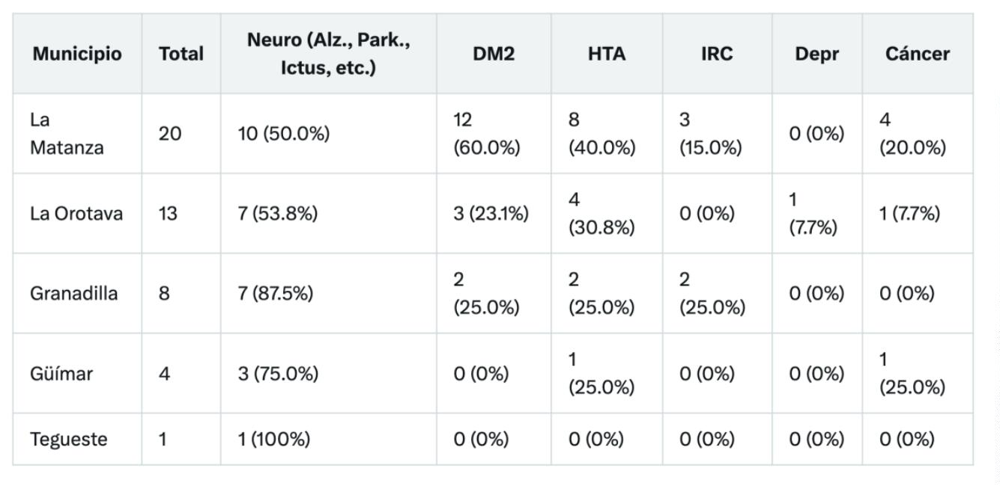 Municipio Total Neuro (Alz., Park., Ictus, etc.) DM2 HTA IRC Depr Cáncer
La Matanza 20 10 (50.0%) 12 (60.0%) 8 (40.0%) 3 (15.0%) 0 (0%) 4 (20.0%)
La Orotava 13 7 (53.8%) 3 (23.1%) 4 (30.8%) 0 (0%) 1 (7.7%) 1 (7.7%)
Granadilla 8 7 (87.5%) 2 (25.0%) 2 (25.0%) 2 (25.0%) 0 (0%) 0 (0%)
Güímar 4 3 (75.0%) 0 (0%) 1 (25.0%) 0 (0%) 0 (0%) 1 (25.0%)
Tegueste 1 1 (100%) 0 (0%) 0 (0%) 0 (0%) 0 (0%) 0 (0%)